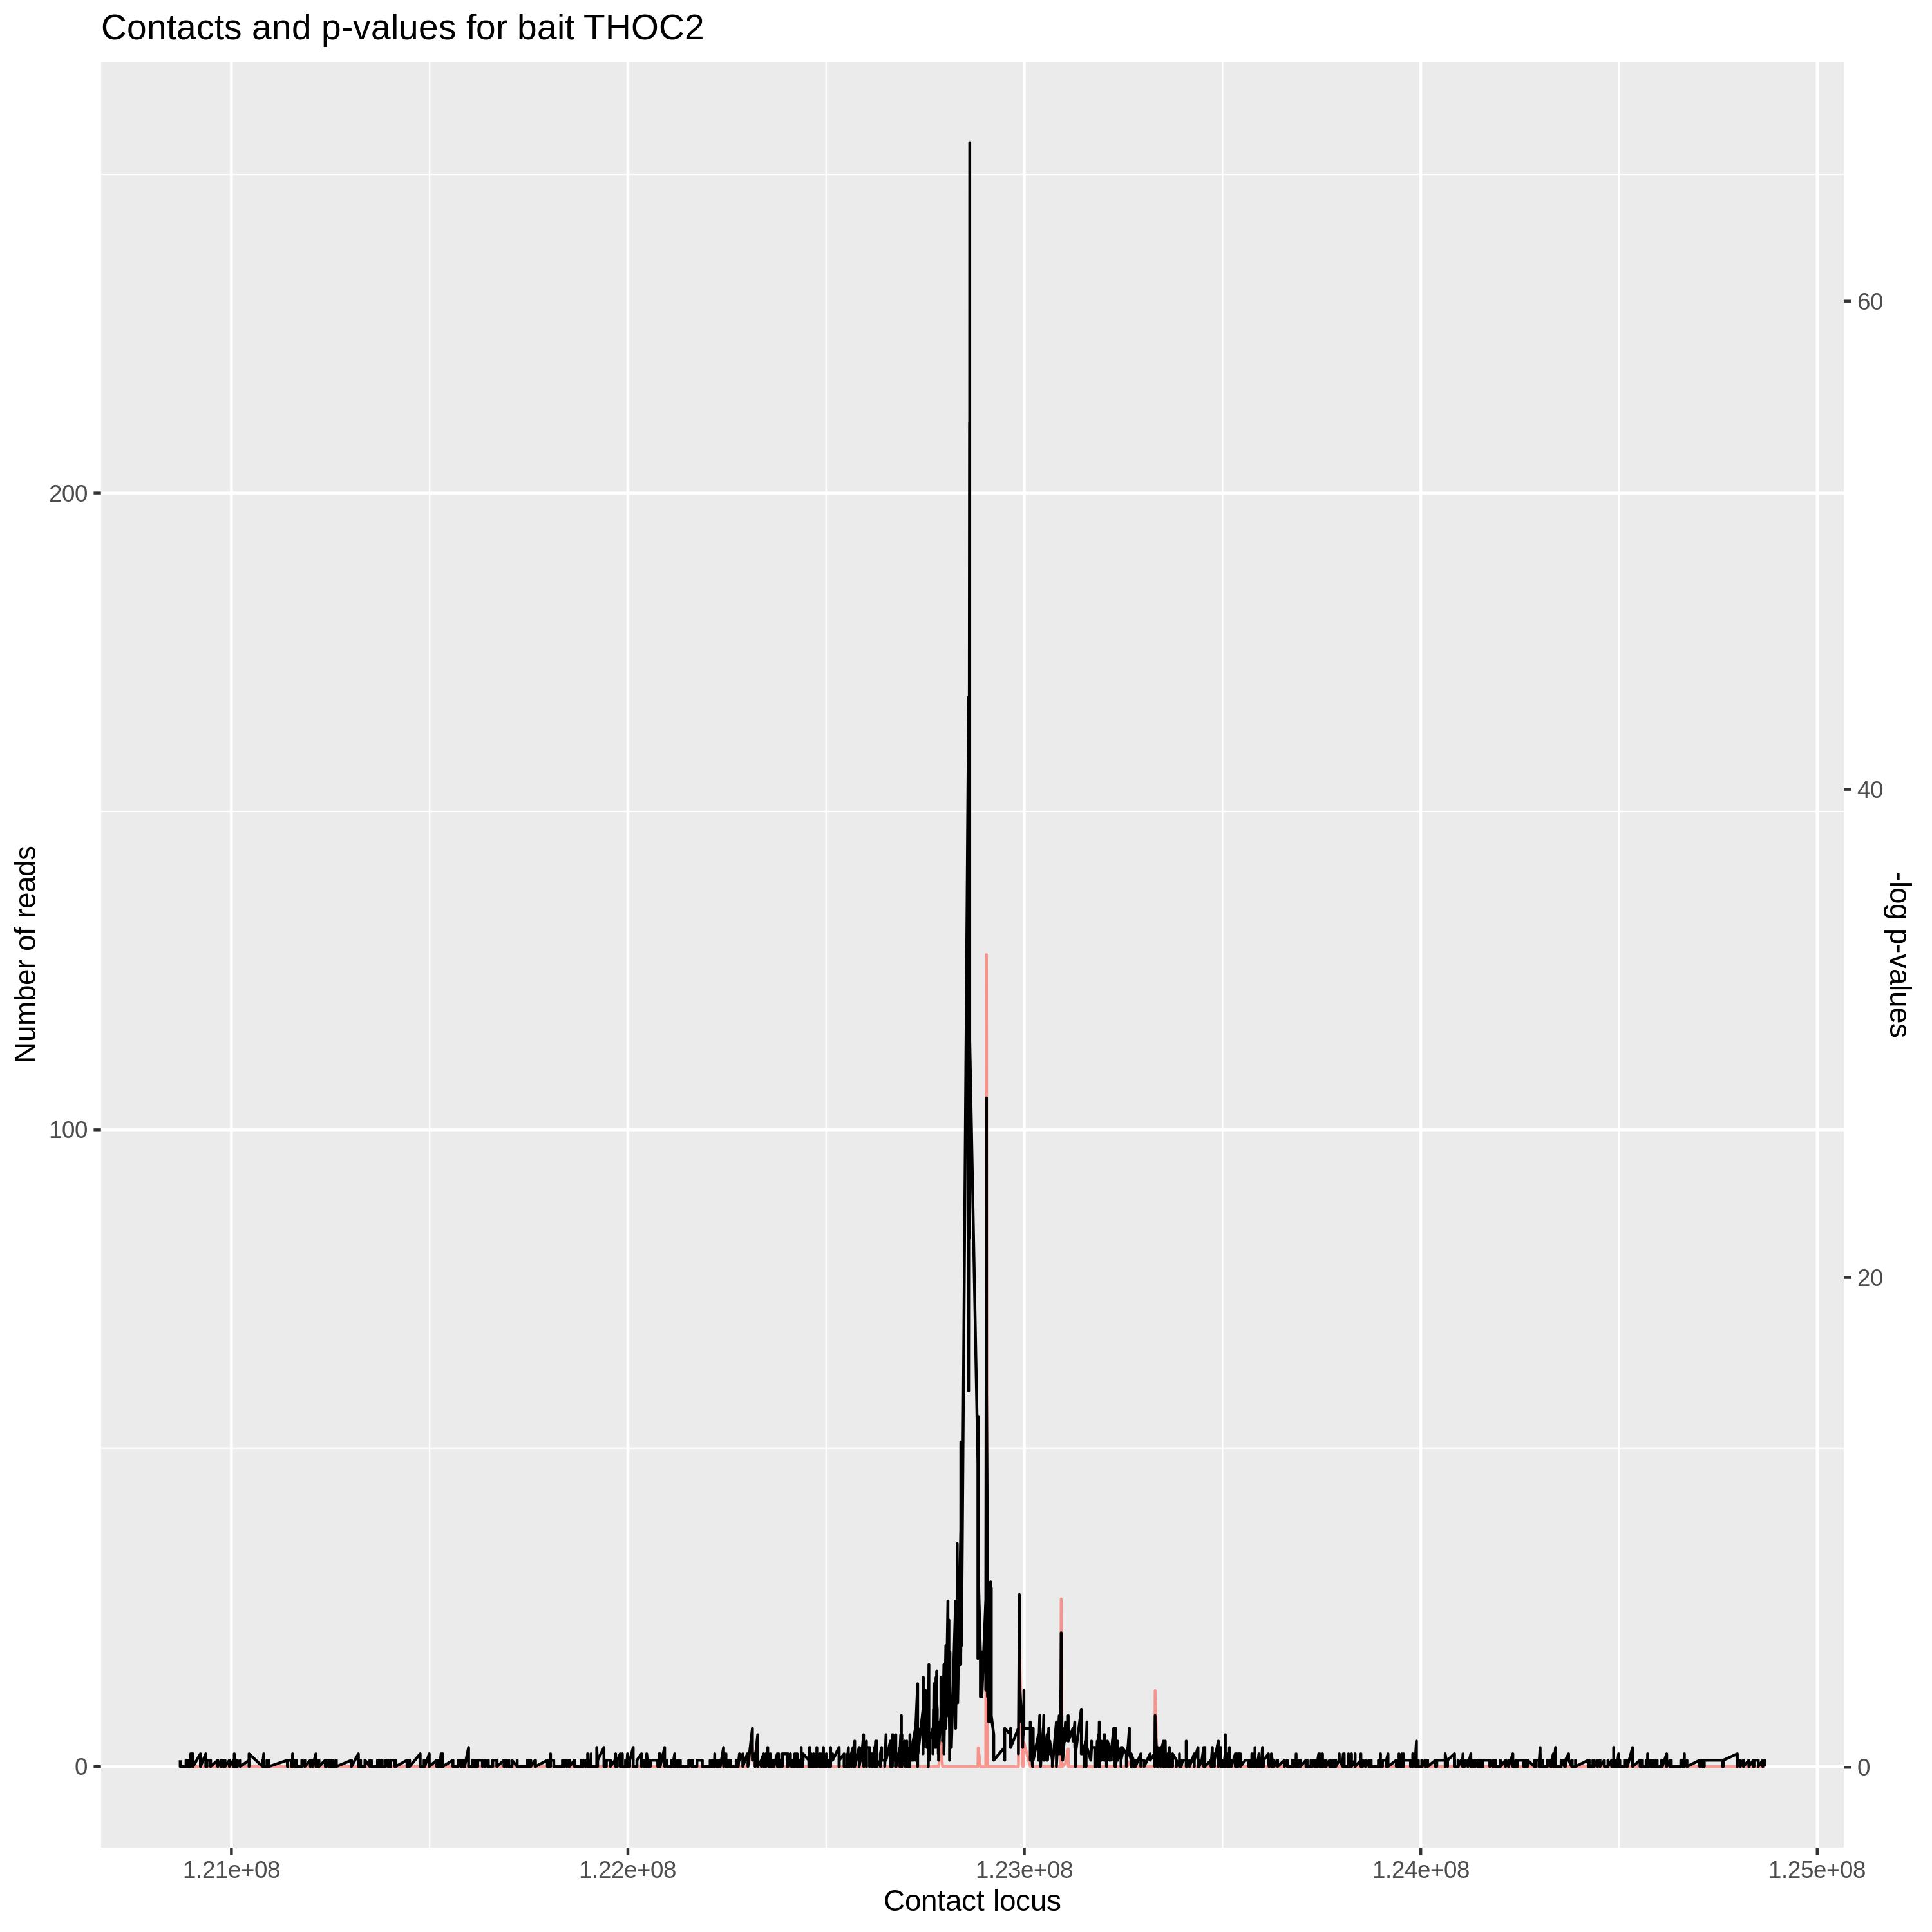 Contacts and p-values for bait THOC2
Number of reads
200
100
0
60
40
20
0
-log p-values
1.21e+08
1.22e+08
1.23e+08
1.24e+08
1.25e+08
Contact locus